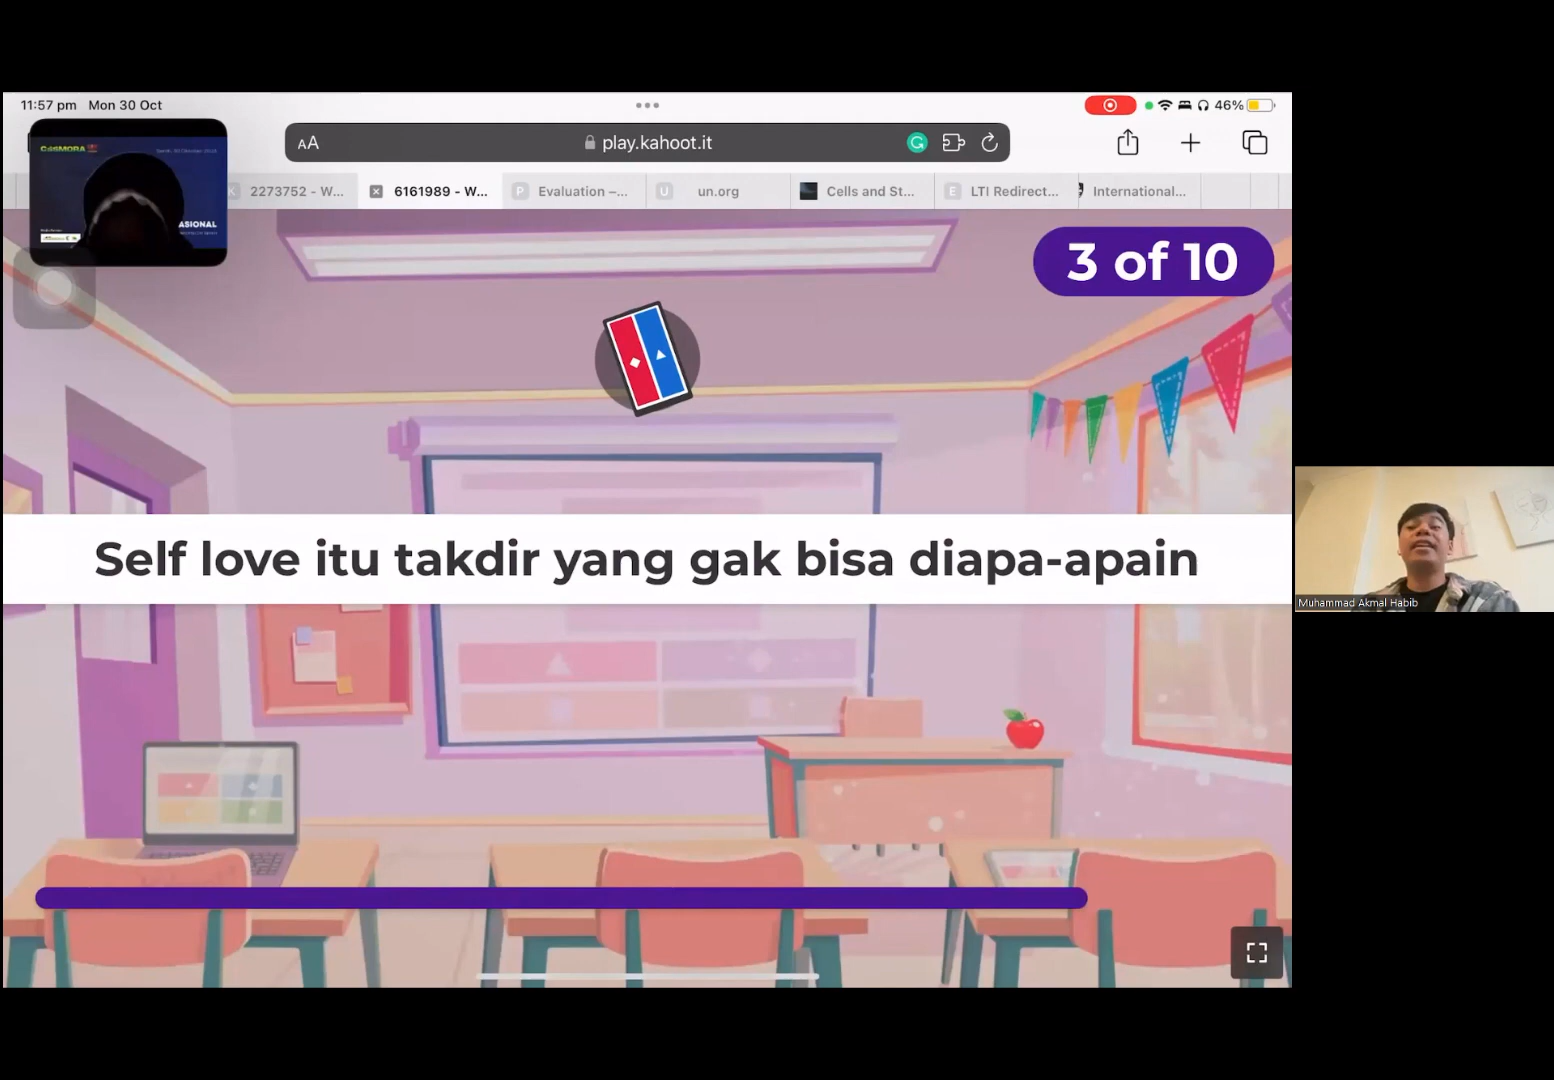 11:57 pm Mon 30 Oct
46%
AA
play.kahoot.it
2273752 - W...
6161989 - W...
P Evaluation –...
U un.org
Cells and St...
E LTI Redirect...
International...
ASIONAL
3 of 10
Self love itu takdir yang gak bisa diapa-apain
Muhammad Akmal Habib